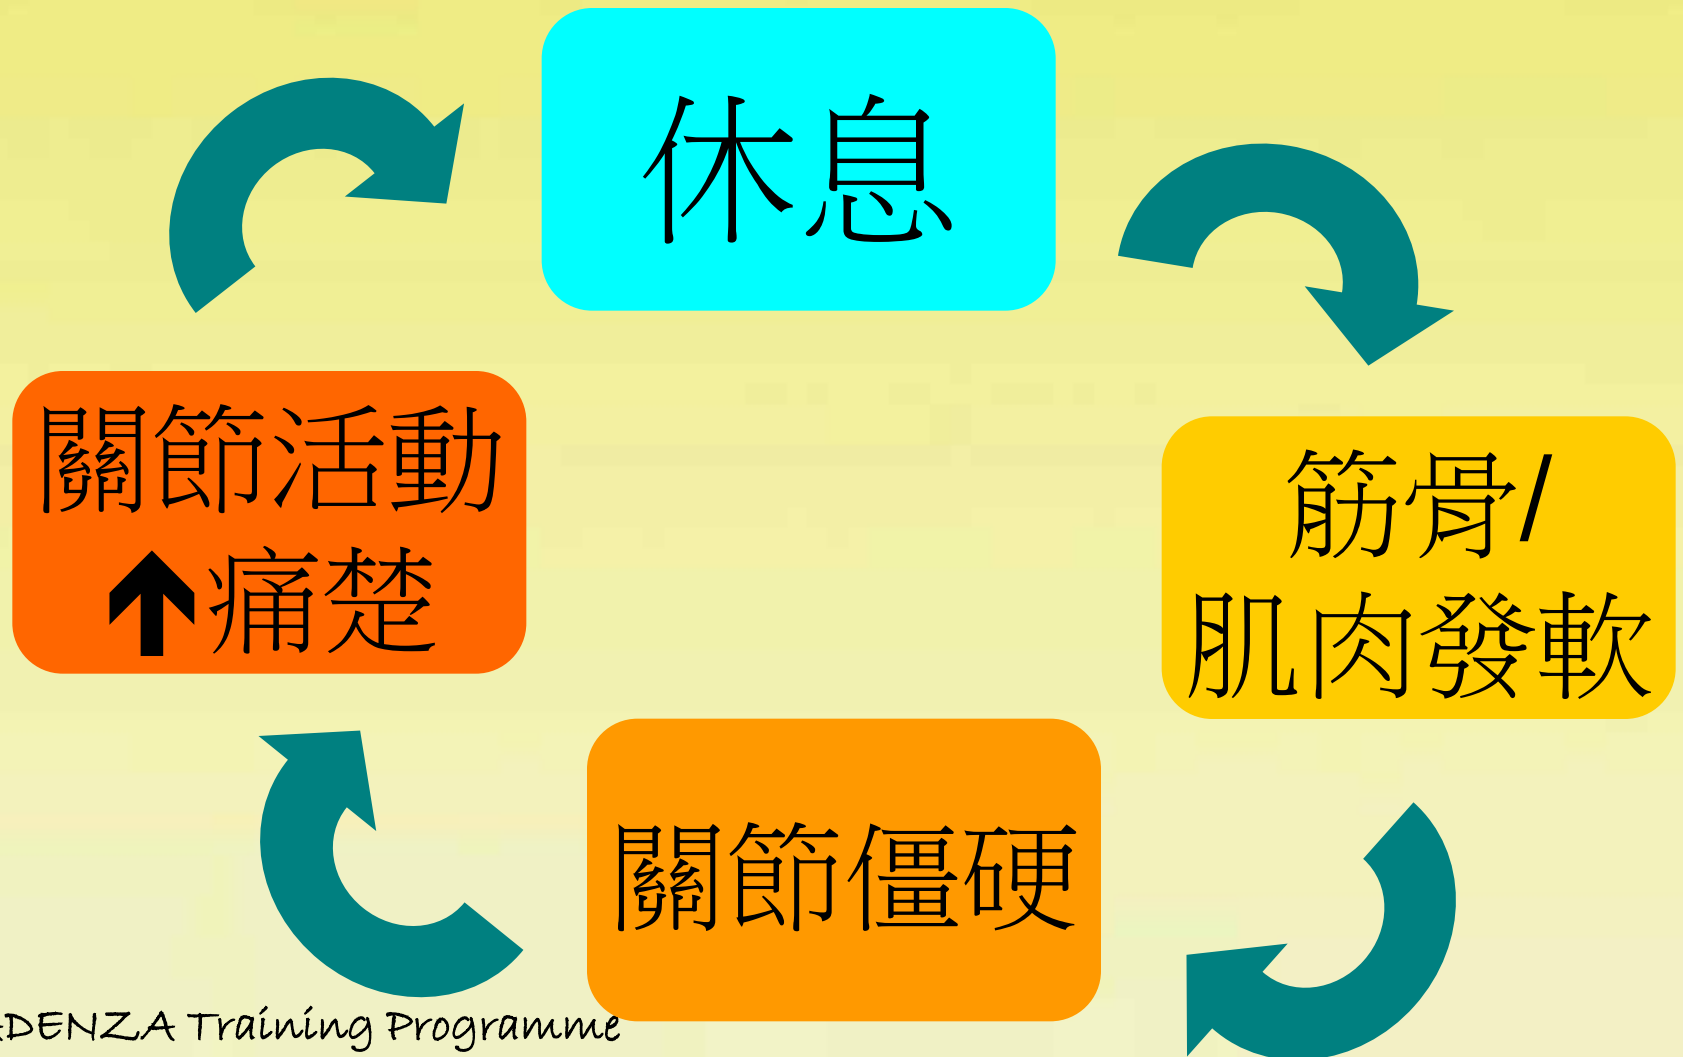 休息
筋骨/
肌肉發軟
關節僵硬
關節活動
↑痛楚
DENZA Training Programme